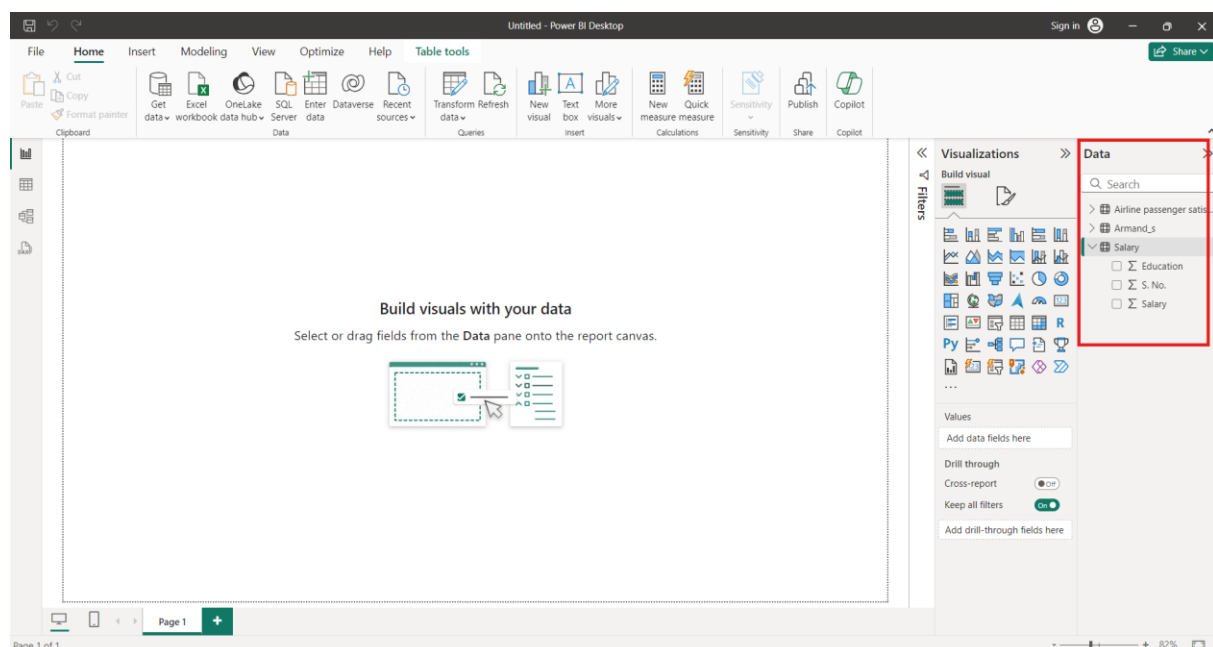 Untitled - Power BI Desktop
Sign in
File Home Insert Modeling View Optimize Help Table tools
Share
Paste
Cut
Copy
Format painter
Clipboard
Get data
Excel workbook
OneLake data hub
SQL Server
Enter data
Dataverse
Recent sources
Data
Transform data
Refresh
Queries
New visual
Text box
More visuals
Insert
New measure
Quick measure
Calculations
Sensitivity
Sensitivity
Publish
Share
Copilot
Copilot
Build visuals with your data
Select or drag fields from the Data pane onto the report canvas.
Filters
Visualizations
Build visual
R
Py
...
Values
Add data fields here
Drill through
Cross-report
Off
Keep all filters
On
Add drill-through fields here
Data
Search
Airline passenger satis...
Armand_s
Salary
Education
S. No.
Salary
Page 1
Page 1 of 1
82%